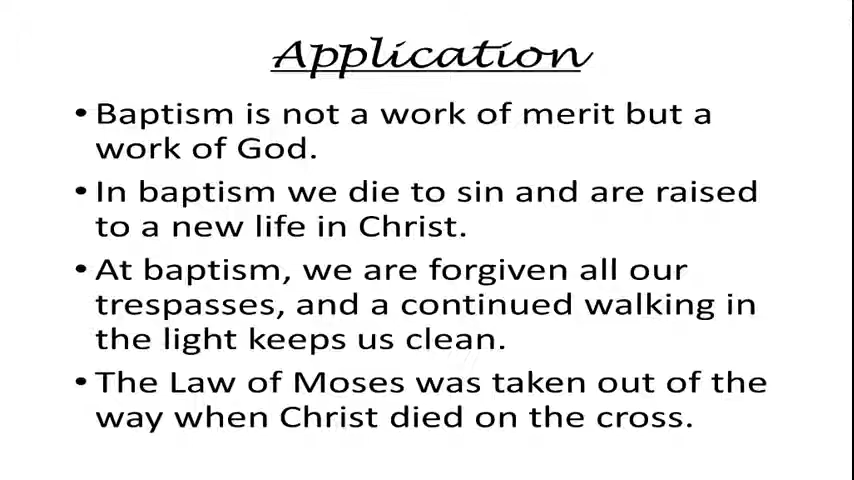 Application
• Baptism is not a work of merit but a
work of God.
• In baptism we die to sin and are raised
to a new life in Christ.
• At baptism, we are forgiven all our
trespasses, and a continued walking in
the light keeps us clean.
• The Law of Moses was taken out of the
way when Christ died on the cross.